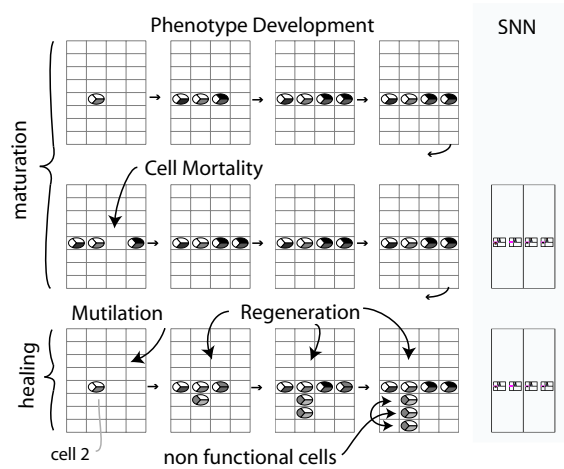 Phenotype Development
SNN
maturation
Cell Mortality
Mutilation
Regeneration
healing
cell 2
non functional cells